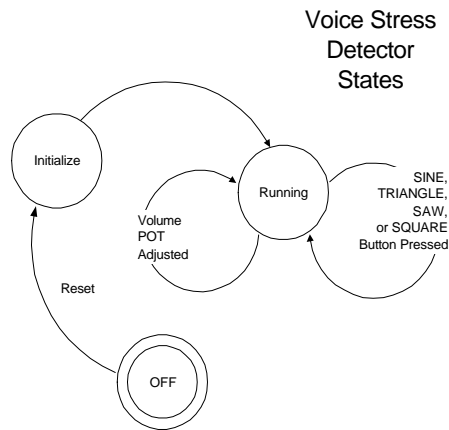 Voice Stress
Detector
States
Initialize
Running
SINE,
TRIANGLE,
SAW,
or SQUARE
Button Pressed
Volume
POT
Adjusted
Reset
OFF